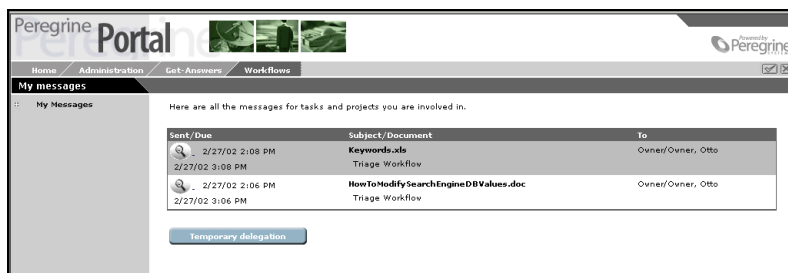 Peregrine Portal
Powered by
Peregrine
SYSTEMS
Home Administration Get-Answers Workflows
My messages
My Messages
Here are all the messages for tasks and projects you are involved in.
Sent/Due Subject/Document To
2/27/02 2:08 PM Keywords.xls Owner/Owner, Otto
2/27/02 3:08 PM Triage Workflow
2/27/02 2:06 PM HowToModifySearchEngineDBValues.doc Owner/Owner, Otto
2/27/02 3:06 PM Triage Workflow
Temporary delegation